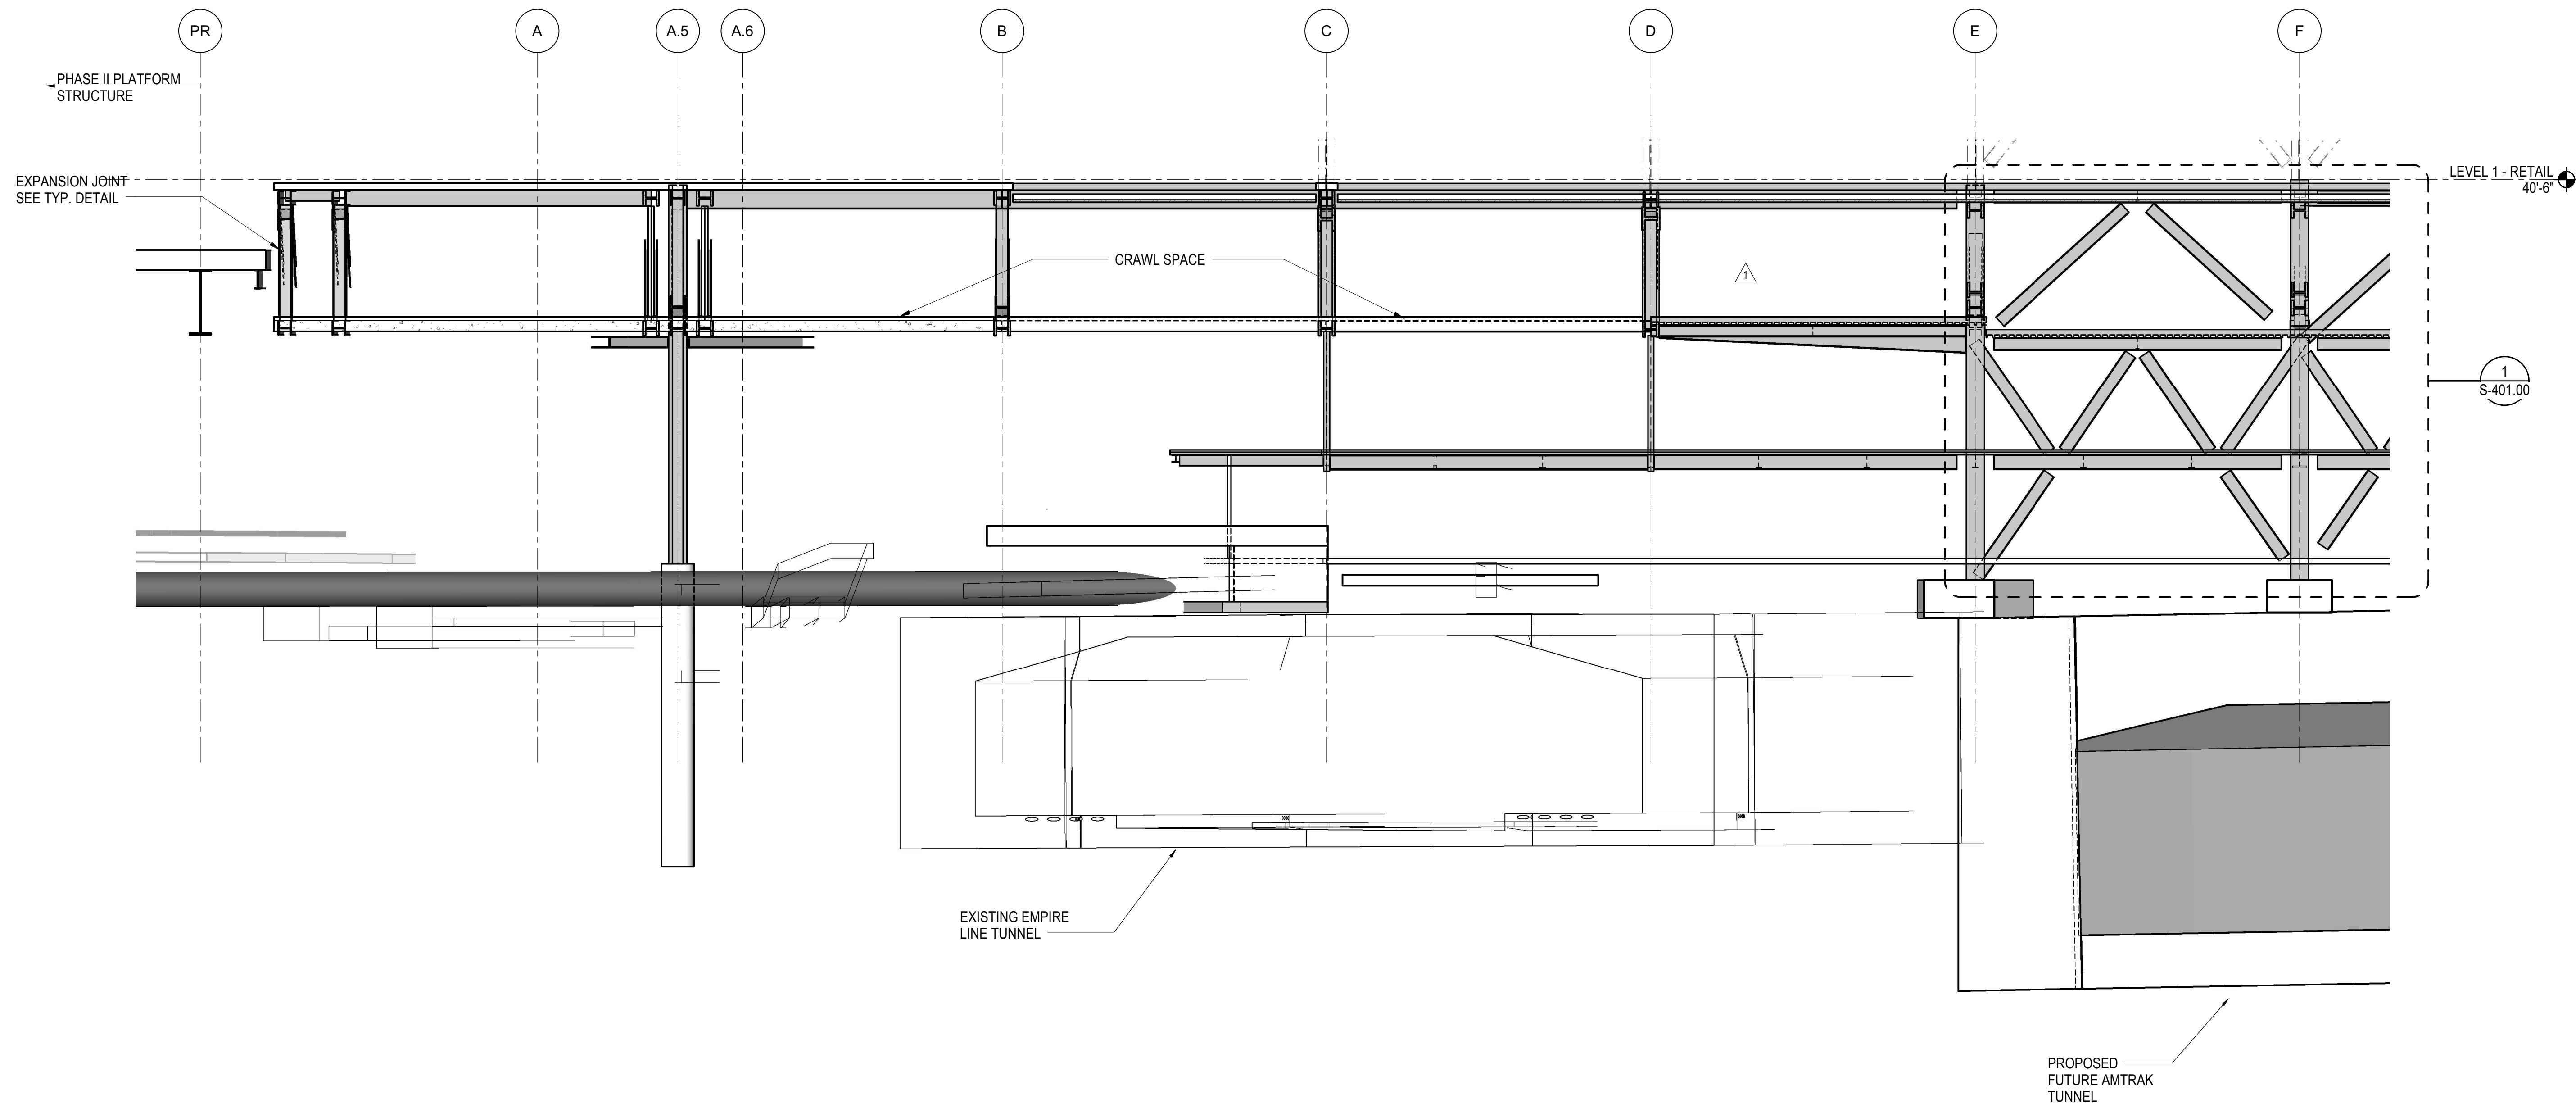 PR
A
A.5
A.6
B
C
D
E
F
PHASE II PLATFORM
STRUCTURE
EXPANSION JOINT
SEE TYP. DETAIL
LEVEL 1 - RETAIL
40'-6"
CRAWL SPACE
1
1
S-401.00
EXISTING EMPIRE
LINE TUNNEL
PROPOSED
FUTURE AMTRAK
TUNNEL